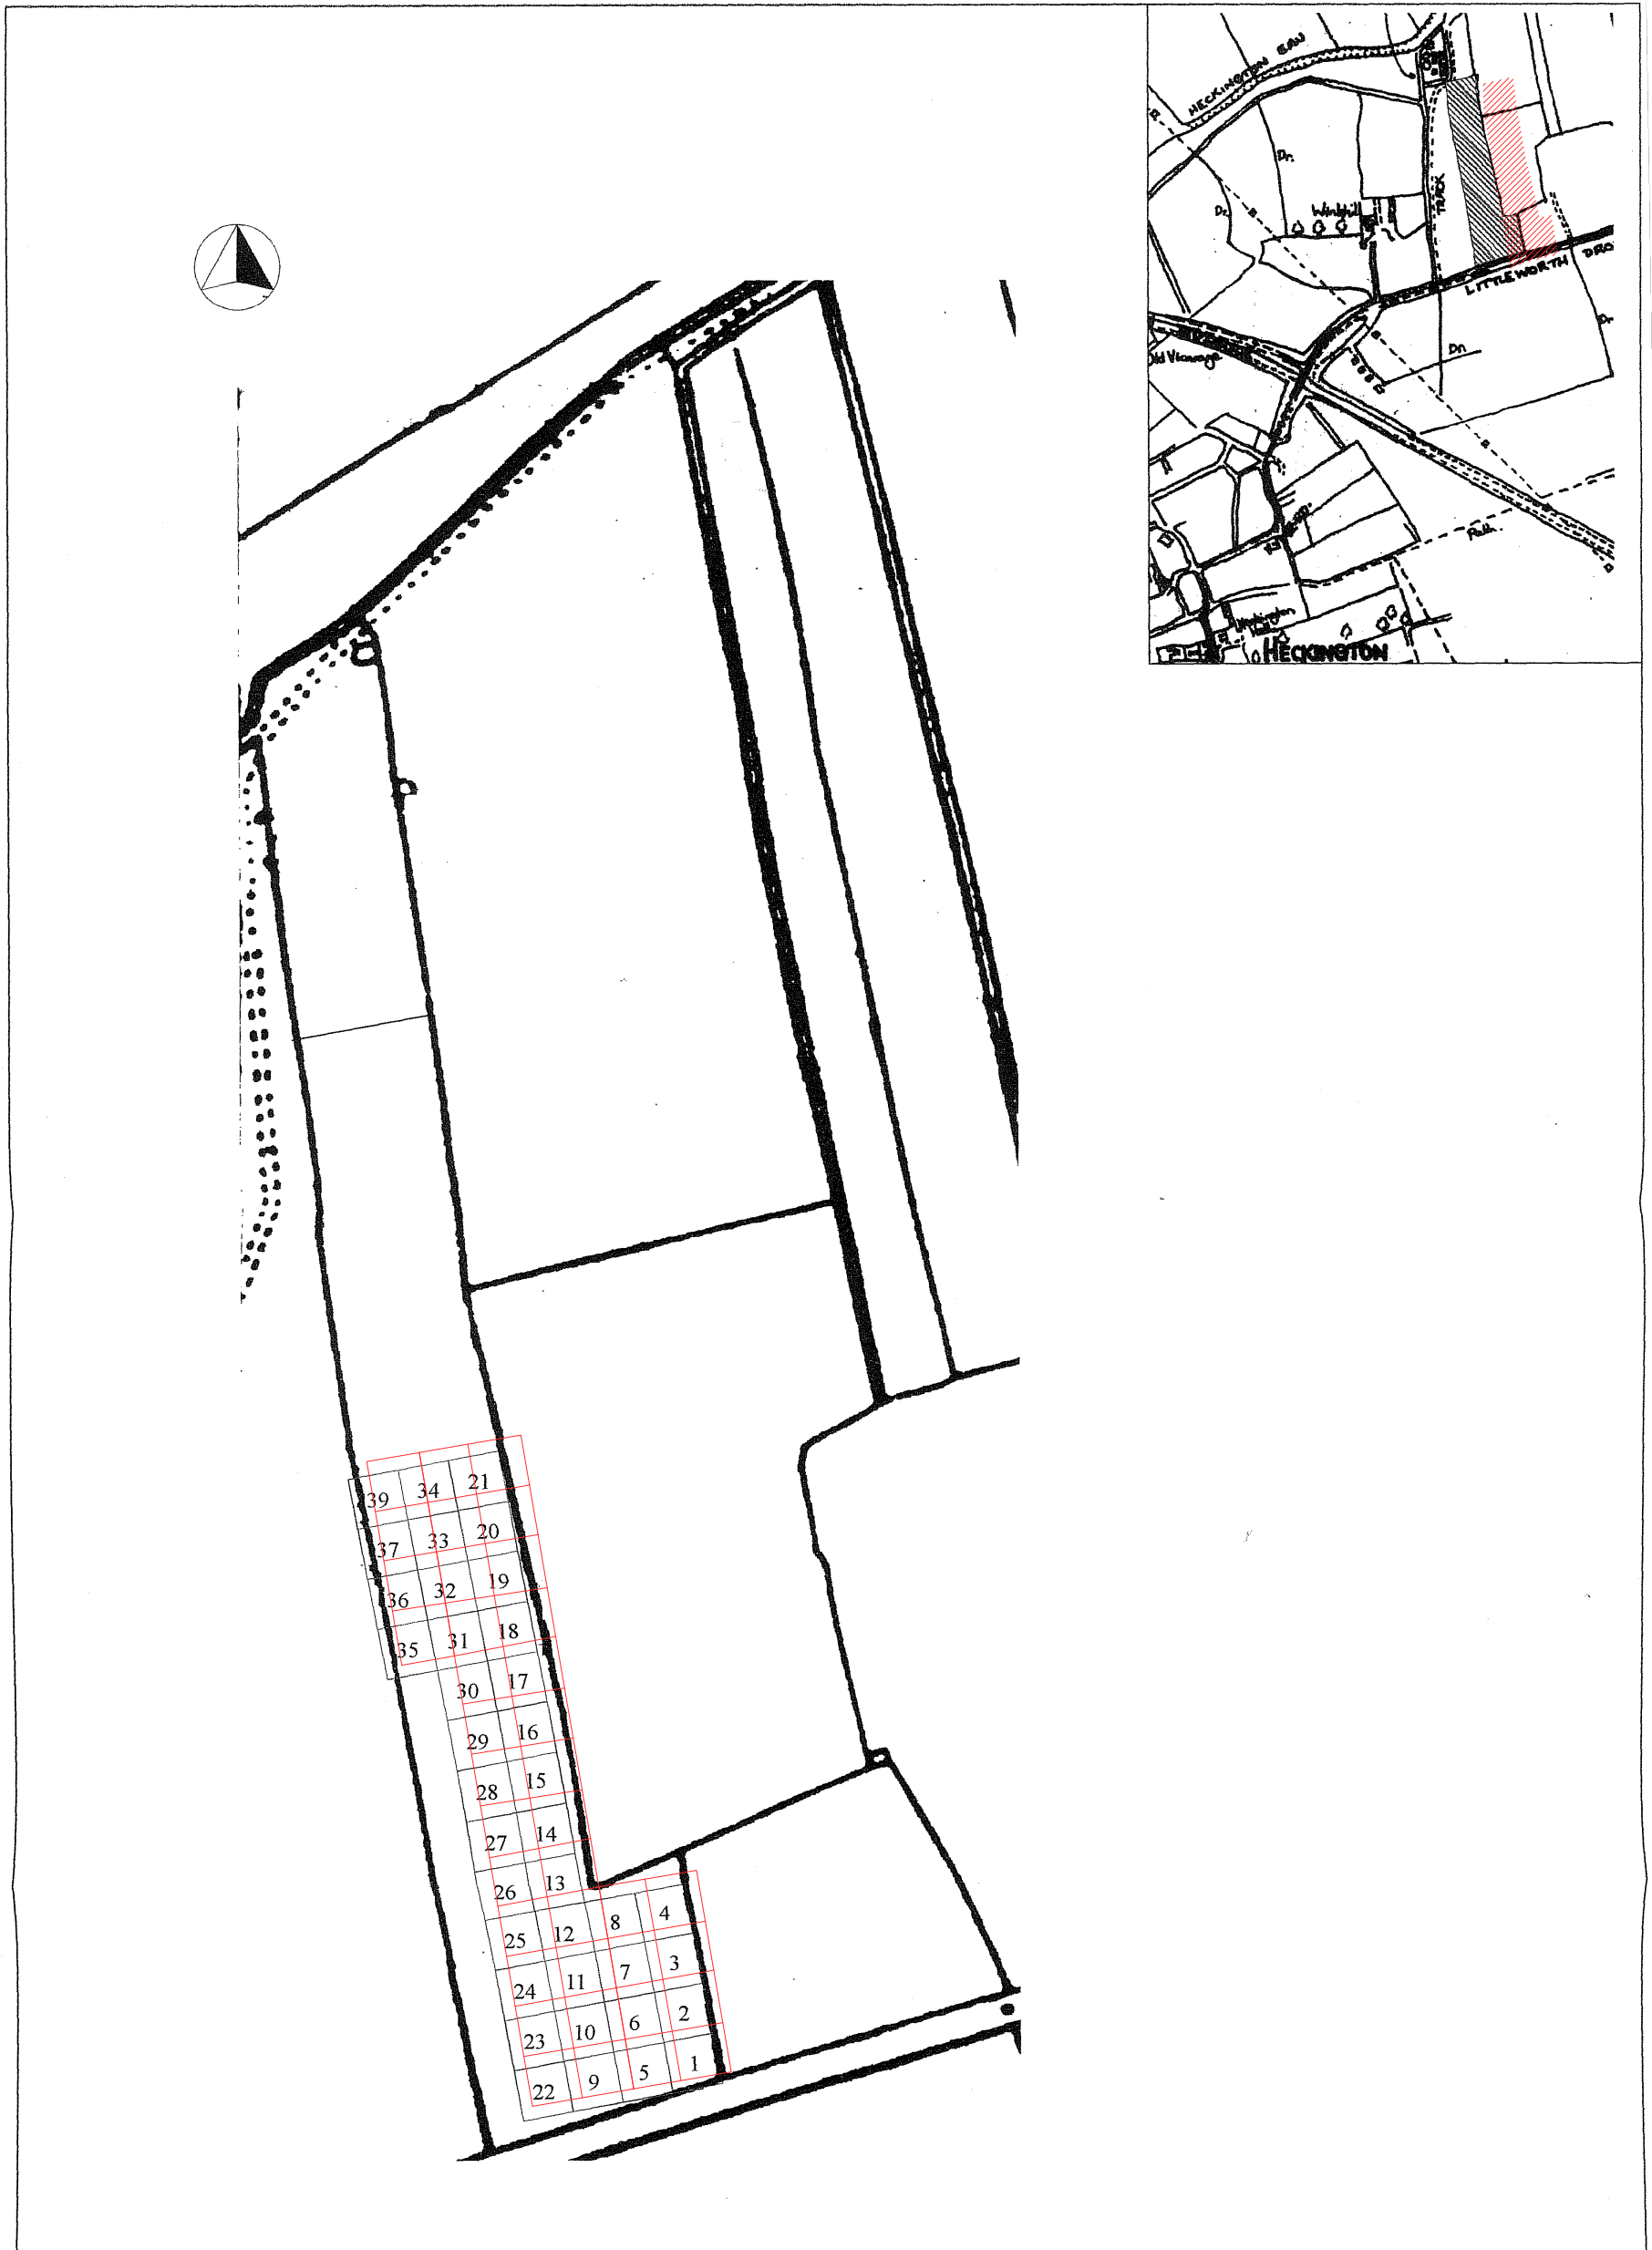 HECKINGTON EAU
Dr.
Dr.
Windmill
TRACK
LITTLEWORTH DRO
Dr
Dn
Old Vicarage
Path.
Heckington
Hall
HECKINGTON
39 34 21
37 33 20
36 32 19
35 31 18
30 17
29 16
28 15
27 14
26 13
25 12 8 4
24 11 7 3
23 10 6 2
22 9 5 1